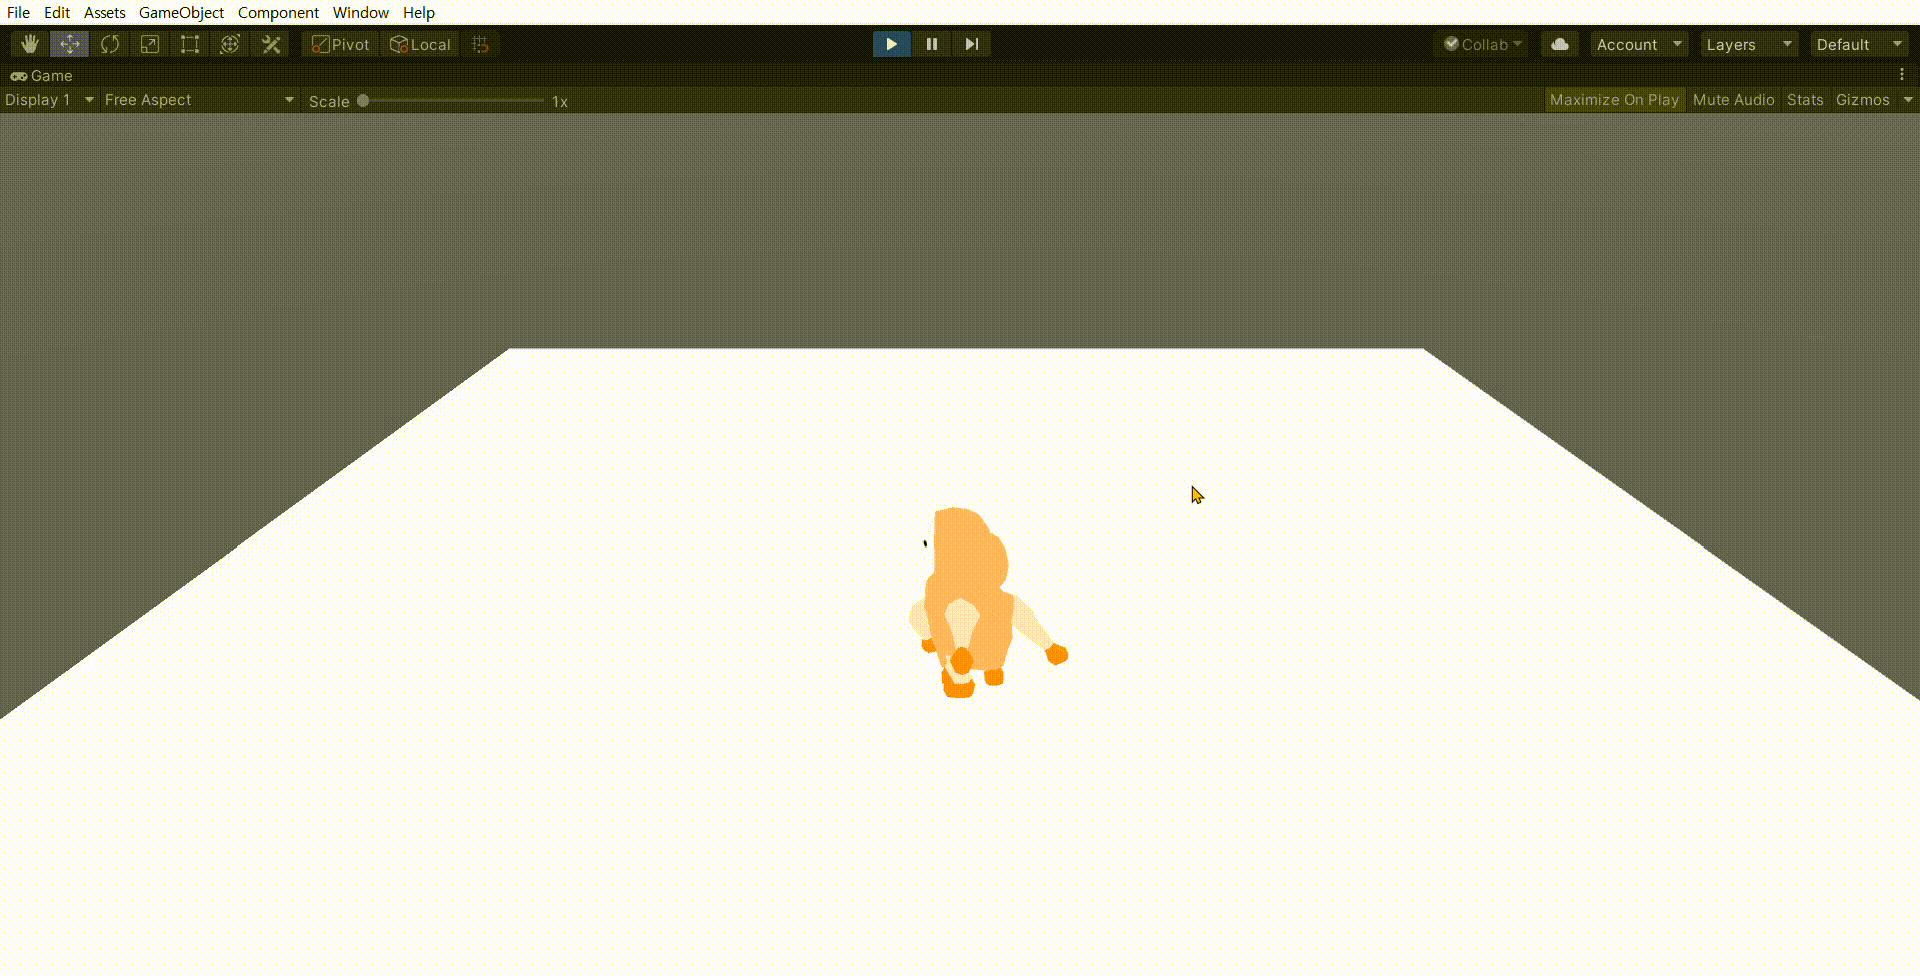 File Edit Assets GameObject Component Window Help
Pivot Local Collab Account Layers Default
Game
Display 1 Free Aspect Scale 1x Maximize On Play Mute Audio Stats Gizmos